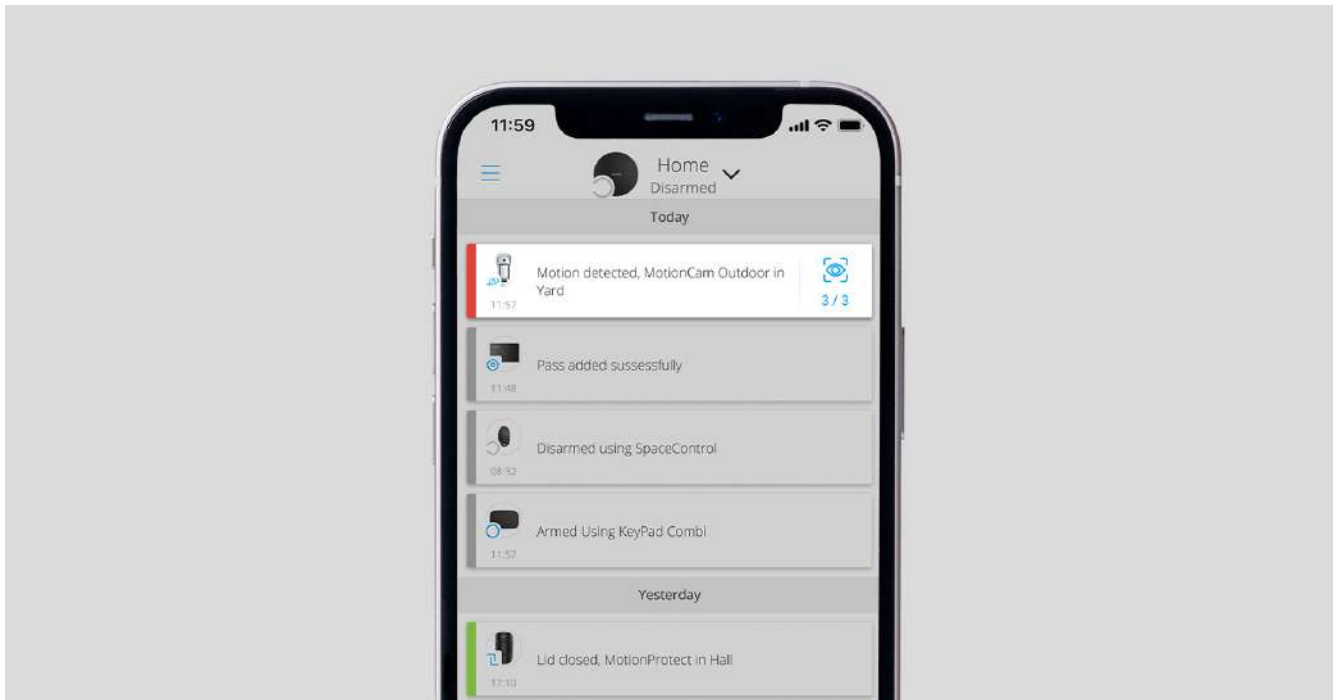 11:59
Home
Disarmed
Today
Motion detected, MotionCam Outdoor in
Yard
11:57
3 / 3
Pass added sussessfully
11:48
Disarmed using SpaceControl
08:32
Armed Using KeyPad Combi
11:57
Yesterday
Lid closed, MotionProtect in Hall
12:10